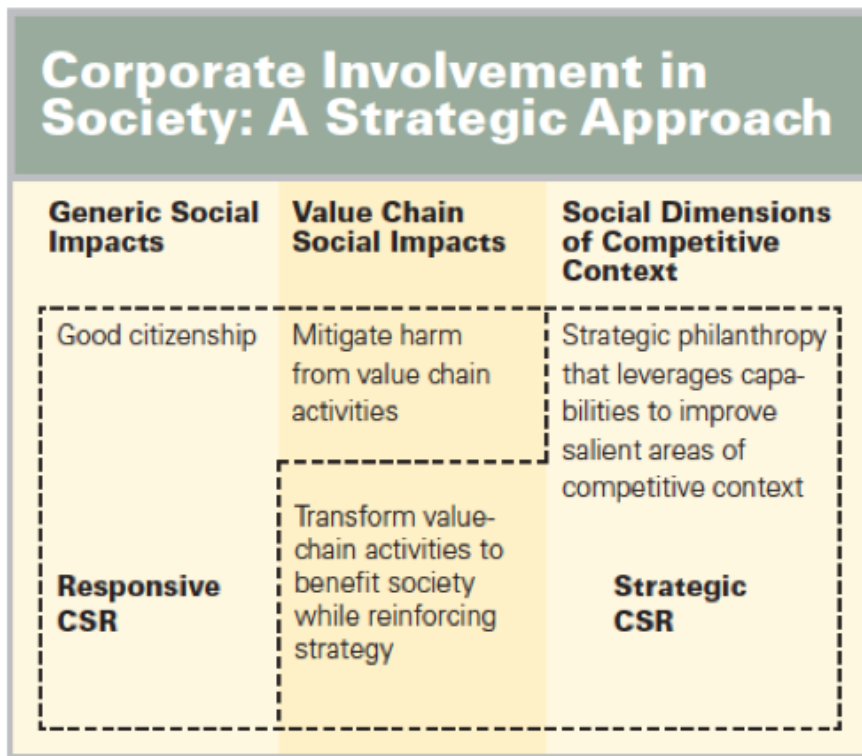 Corporate Involvement in
Society: A Strategic Approach
Generic Social
Impacts
Value Chain
Social Impacts
Social Dimensions
of Competitive
Context
Good citizenship
Mitigate harm
from value chain
activities
Strategic philanthropy
that leverages capa-
bilities to improve
salient areas of
competitive context
Transform value-
chain activities to
benefit society
while reinforcing
strategy
Responsive
CSR
Strategic
CSR